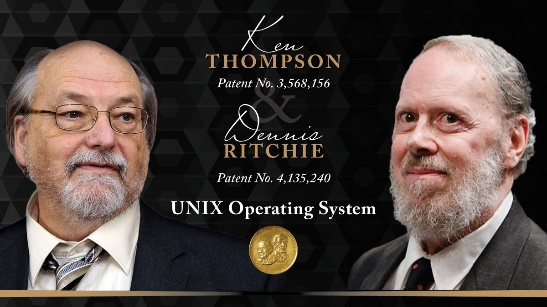 Ken
THOMPSON
Patent No. 3,568,156
&
Dennis
RITCHIE
Patent No. 4,135,240
UNIX Operating System